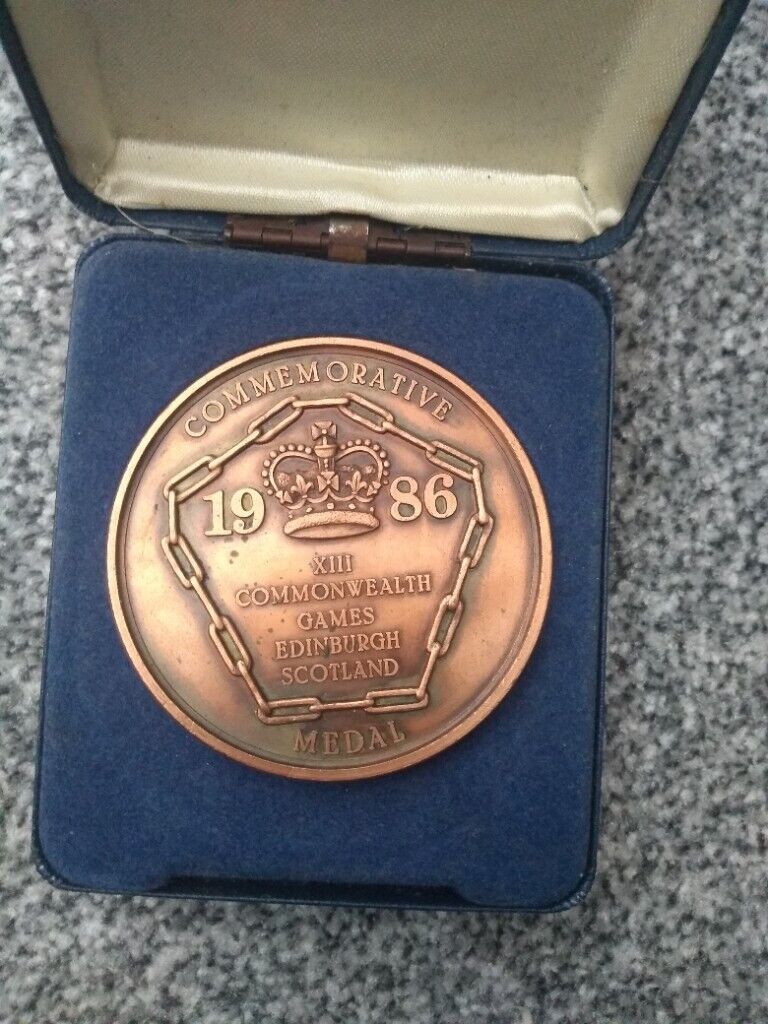 COMMEMORATIVE
19 86
XIII
COMMONWEALTH
GAMES
EDINBURGH
SCOTLAND
MEDAL